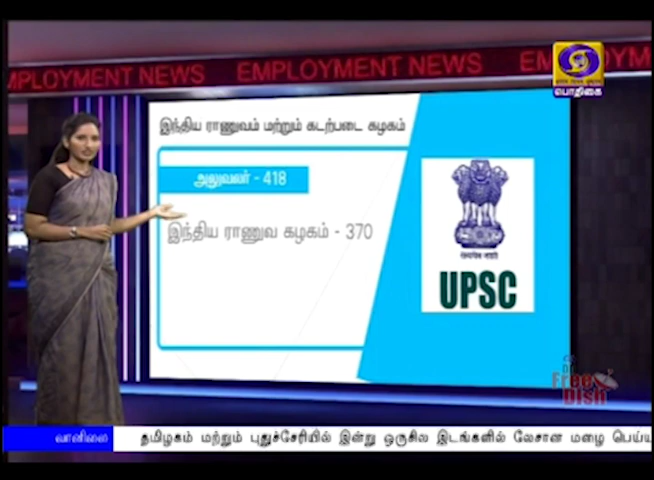 EMPLOYMENT NEWS EMPLOYMENT NEWS
பொதிகை
இந்திய ராணுவம் மற்றும் கடற்படை கழகம்
அலுவலர் - 418
இந்திய ராணுவ கழகம் - 370
UPSC
Free Dish
வானிலை
தமிழகம் மற்றும் புதுச்சேரியில் இன்று ஒருசில இடங்களில் லேசான மழை பெய்ய